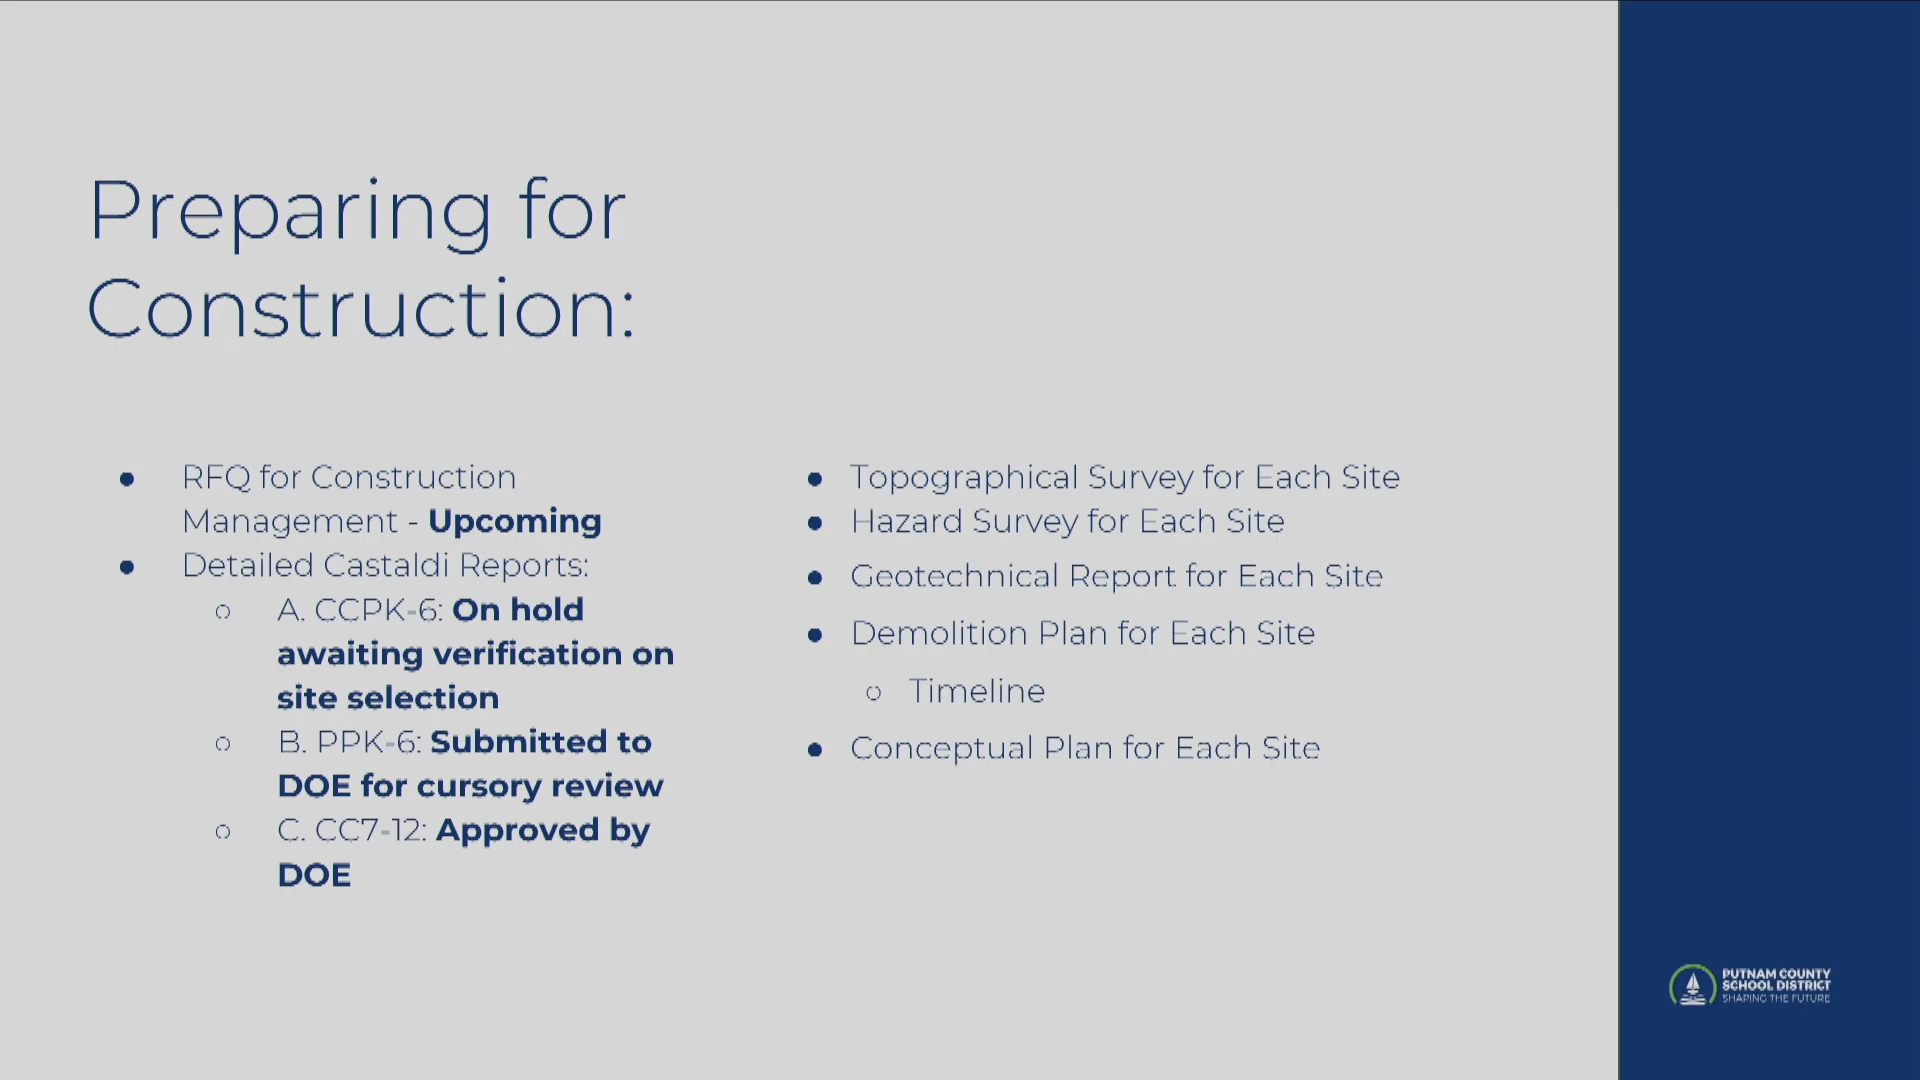 Preparing for
Construction:
● RFQ for Construction
Management - Upcoming
● Detailed Castaldi Reports:
○ A. CCPK-6: On hold
awaiting verification on
site selection
○ B. PPK-6: Submitted to
DOE for cursory review
○ C. CC7-12: Approved by
DOE
● Topographical Survey for Each Site
● Hazard Survey for Each Site
● Geotechnical Report for Each Site
● Demolition Plan for Each Site
○ Timeline
● Conceptual Plan for Each Site
PUTNAM COUNTY
SCHOOL DISTRICT
SHAPING THE FUTURE